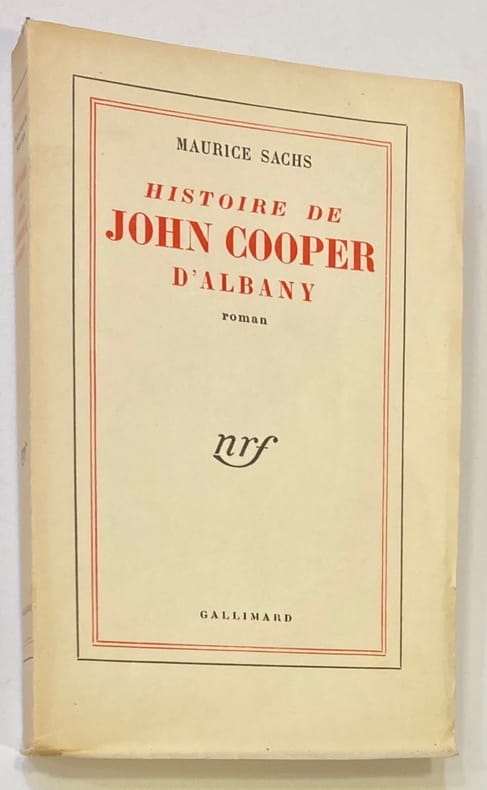 MAURICE SACHS
HISTOIRE DE
JOHN COOPER
D'ALBANY
roman
nrf
GALLIMARD